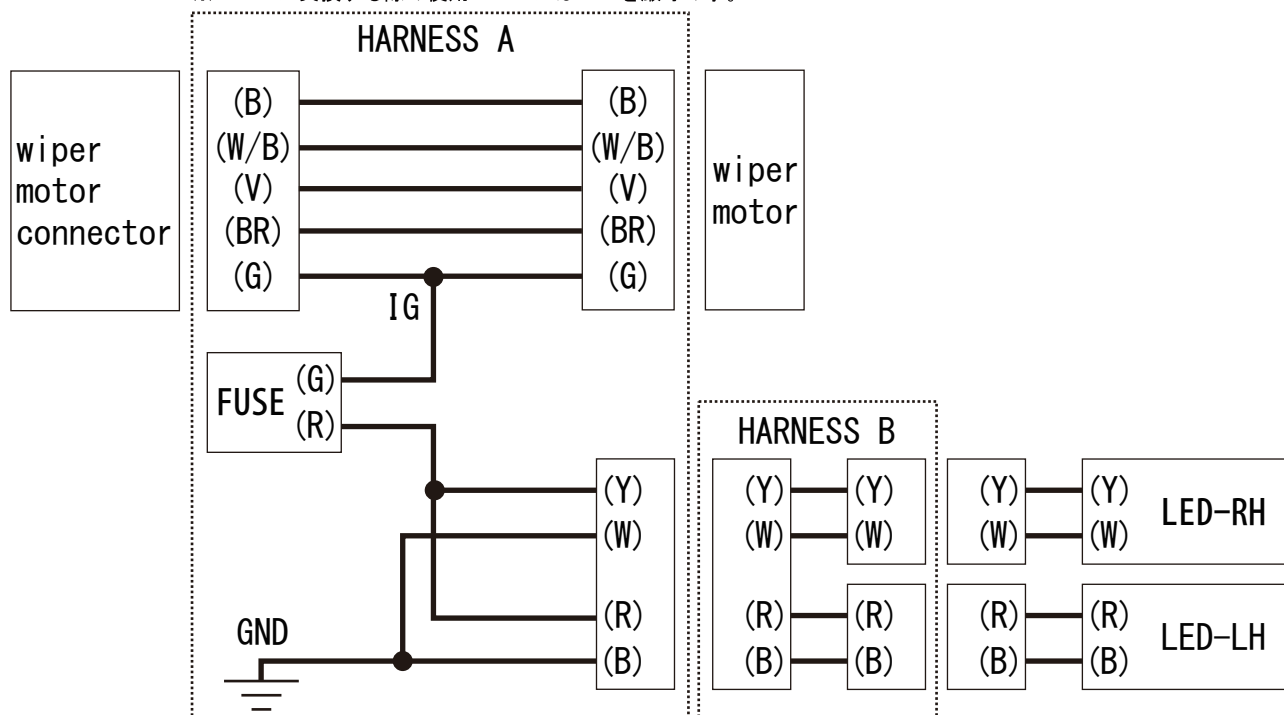 HARNESS A
wiper
motor
connector
(B)
(W/B)
(V)
(BR)
(G)
(B)
(W/B)
(V)
(BR)
(G)
wiper
motor
IG
FUSE
(G)
(R)
GND
(Y)
(W)
(R)
(B)
HARNESS B
(Y)
(W)
(R)
(B)
(Y)
(W)
(R)
(B)
(Y)
(W)
(Y)
(W)
LED-RH
(R)
(B)
(R)
(B)
LED-LH